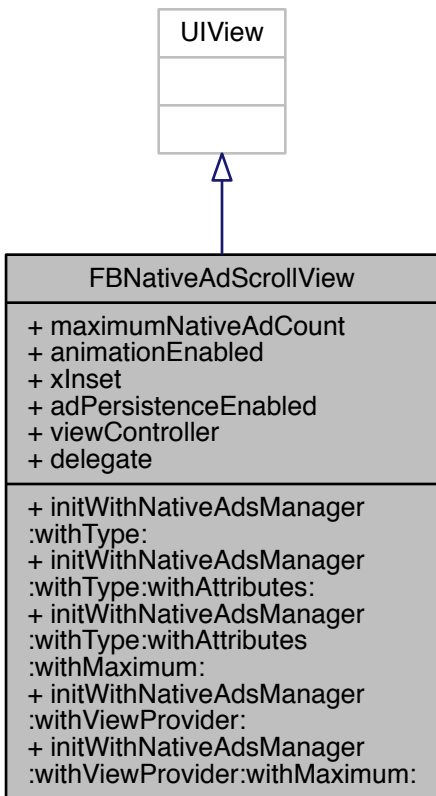 UIView
FBNativeAdScrollView
+ maximumNativeAdCount
+ animationEnabled
+ xInset
+ adPersistenceEnabled
+ viewController
+ delegate
+ initWithNativeAdsManager
:withType:
+ initWithNativeAdsManager
:withType:withAttributes:
+ initWithNativeAdsManager
:withType:withAttributes
:withMaximum:
+ initWithNativeAdsManager
:withViewProvider:
+ initWithNativeAdsManager
:withViewProvider:withMaximum: